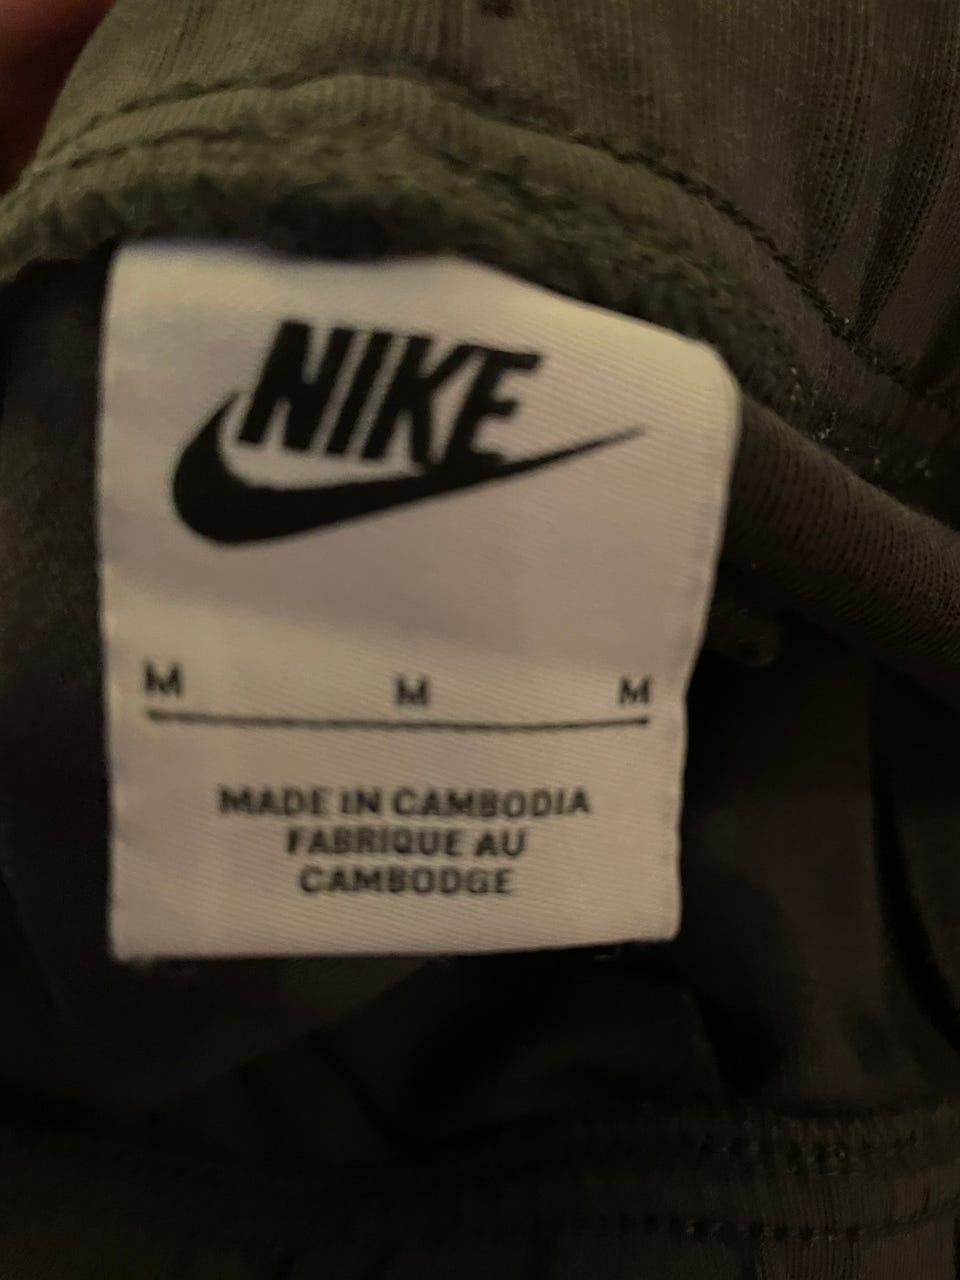 NIKE
M M M
MADE IN CAMBODIA
FABRIQUE AU
CAMBODGE